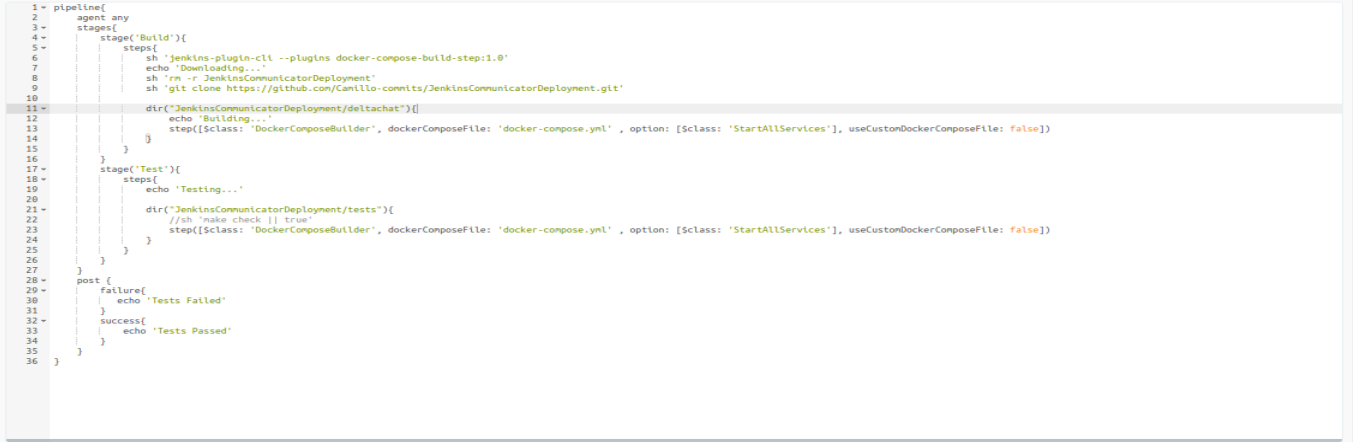 1 pipeline{
2     agent any
3     stages{
4         stage('Build'){
5             steps{
6                 sh 'jenkins-plugin-cli --plugins docker-compose-build-step:1.0'
7                 echo 'Downloading...'
8                 sh 'rm -r JenkinsCommunicatorDeployment'
9                 sh 'git clone https://github.com/Camillo-commits/JenkinsCommunicatorDeployment.git'
10
11                 dir("JenkinsCommunicatorDeployment/deltachat"){
12                     echo 'Building...'
13                     step([$class: 'DockerComposeBuilder', dockerComposeFile: 'docker-compose.yml' , option: [$class: 'StartAllServices'], useCustomDockerComposeFile: false])
14                 }
15             }
16         }
17         stage('Test'){
18             steps{
19                 echo 'Testing...'
20
21                 dir("JenkinsCommunicatorDeployment/tests"){
22                     //sh 'make check || true'
23                     step([$class: 'DockerComposeBuilder', dockerComposeFile: 'docker-compose.yml' , option: [$class: 'StartAllServices'], useCustomDockerComposeFile: false])
24                 }
25             }
26         }
27     }
28     post {
29         failure{
30            echo 'Tests Failed'
31         }
32         success{
33             echo 'Tests Passed'
34         }
35     }
36 }